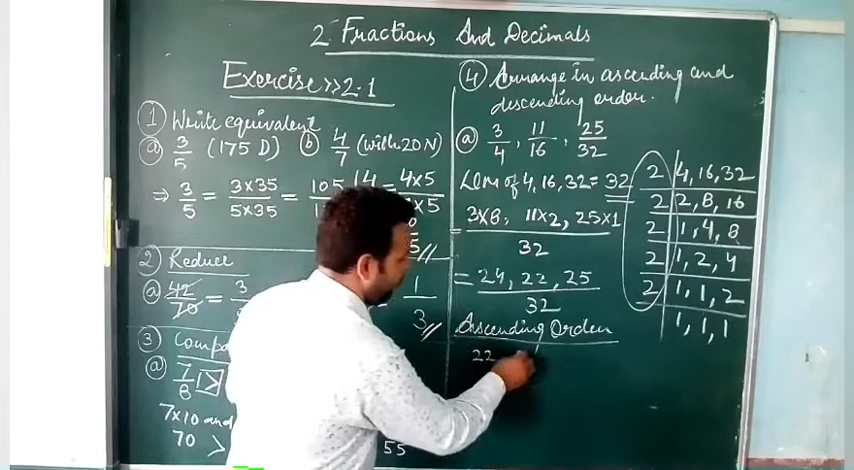 2 Fractions And Decimals
Exercise >> 2.1
1 Write equivalent
a 3/5 (175 D) b 4/7 (with 20 N)
⇒ 3/5 = 3×35/5×35 = 105
4 = 4×5
×5
2 Reduce
a 42/70 = 3
1/3 //
3
a 7/8 >
7×10 and
70 >
55
4 Arrange in ascending and
descending order.
a 3/4, 11/16, 25/32
LCM of 4, 16, 32 = 32
= 3×8, 11×2, 25×1
32
= 24, 22, 25
32
Ascending Order
22
2 4, 16, 32
2 2, 8, 16
2 1, 4, 8
2 1, 2, 4
2 1, 1, 2
1, 1, 1